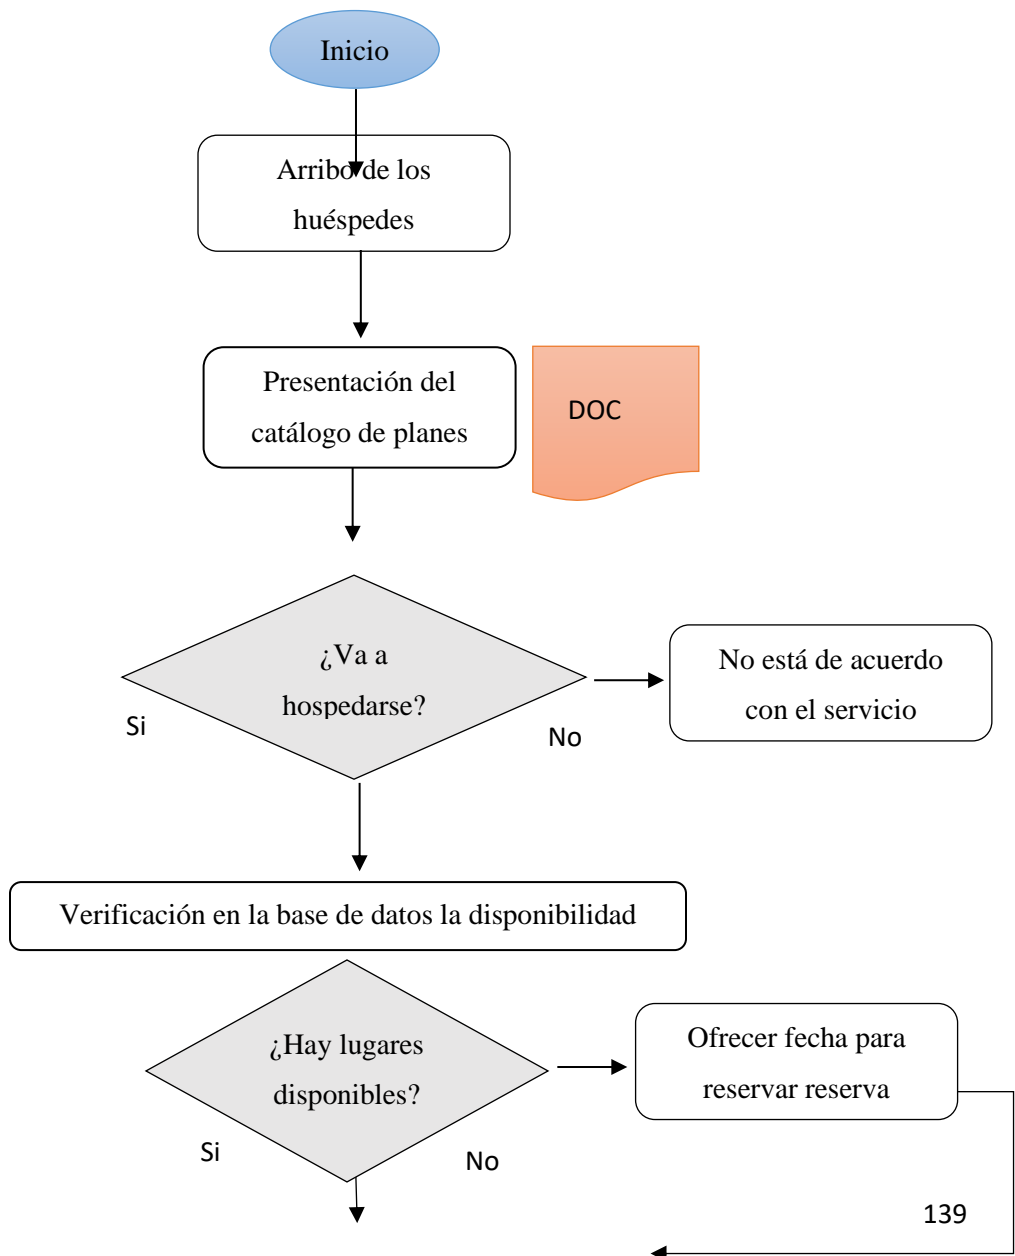 Inicio
Arribo de los
huéspedes
Presentación del
catálogo de planes
DOC
¿Va a
hospedarse?
Si
No
No está de acuerdo
con el servicio
Verificación en la base de datos la disponibilidad
¿Hay lugares
disponibles?
Si
No
Ofrecer fecha para
reservar reserva
139